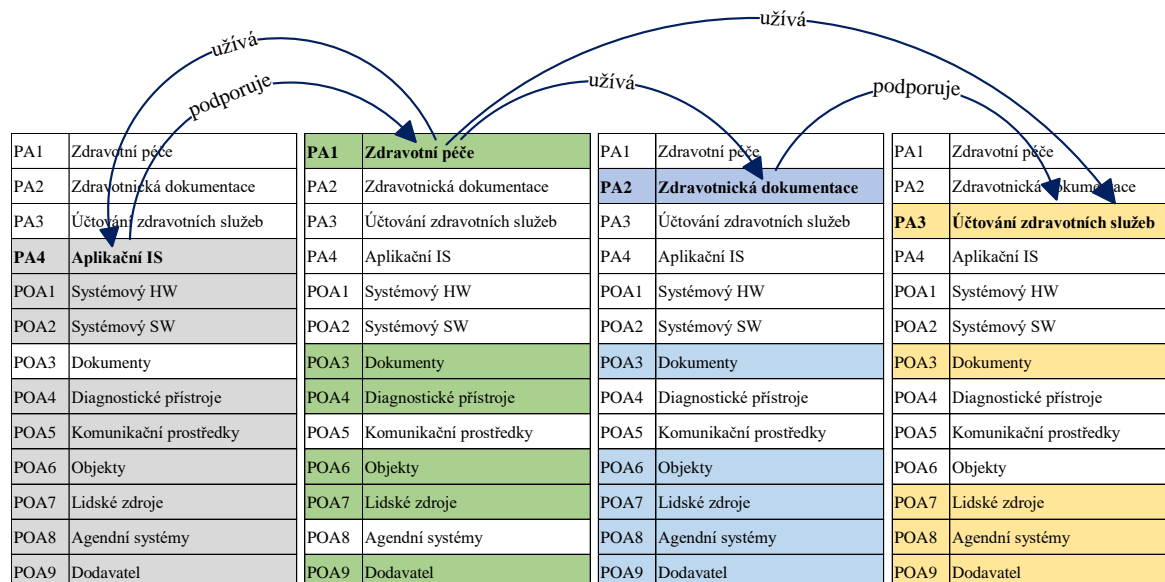 užívá
podporuje
užívá
užívá
podporuje
PA1 Zdravotní péče
PA2 Zdravotnická dokumentace
PA3 Účtování zdravotních služeb
PA4 Aplikační IS
POA1 Systémový HW
POA2 Systémový SW
POA3 Dokumenty
POA4 Diagnostické přístroje
POA5 Komunikační prostředky
POA6 Objekty
POA7 Lidské zdroje
POA8 Agendní systémy
POA9 Dodavatel
PA1 Zdravotní péče
PA2 Zdravotnická dokumentace
PA3 Účtování zdravotních služeb
PA4 Aplikační IS
POA1 Systémový HW
POA2 Systémový SW
POA3 Dokumenty
POA4 Diagnostické přístroje
POA5 Komunikační prostředky
POA6 Objekty
POA7 Lidské zdroje
POA8 Agendní systémy
POA9 Dodavatel
PA1 Zdravotní péče
PA2 Zdravotnická dokumentace
PA3 Účtování zdravotních služeb
PA4 Aplikační IS
POA1 Systémový HW
POA2 Systémový SW
POA3 Dokumenty
POA4 Diagnostické přístroje
POA5 Komunikační prostředky
POA6 Objekty
POA7 Lidské zdroje
POA8 Agendní systémy
POA9 Dodavatel
PA1 Zdravotní péče
PA2 Zdravotnická dokumentace
PA3 Účtování zdravotních služeb
PA4 Aplikační IS
POA1 Systémový HW
POA2 Systémový SW
POA3 Dokumenty
POA4 Diagnostické přístroje
POA5 Komunikační prostředky
POA6 Objekty
POA7 Lidské zdroje
POA8 Agendní systémy
POA9 Dodavatel